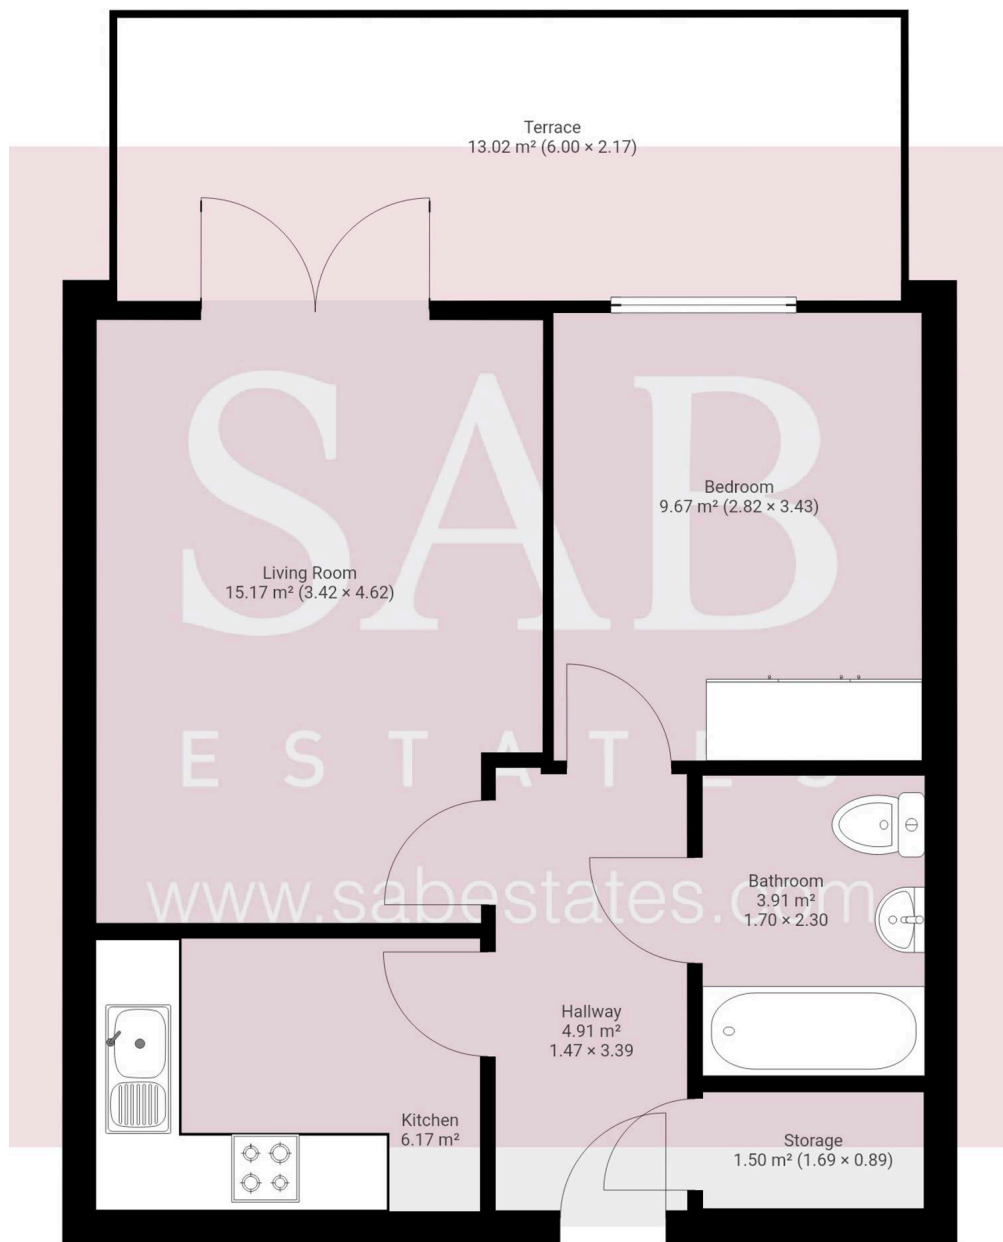 Terrace
13.02 m² (6.00 × 2.17)
SAB
ESTATES
www.sabestates.com
Bedroom
9.67 m² (2.82 × 3.43)
Living Room
15.17 m² (3.42 × 4.62)
Bathroom
3.91 m²
1.70 × 2.30
Hallway
4.91 m²
1.47 × 3.39
Kitchen
6.17 m²
Storage
1.50 m² (1.69 × 0.89)